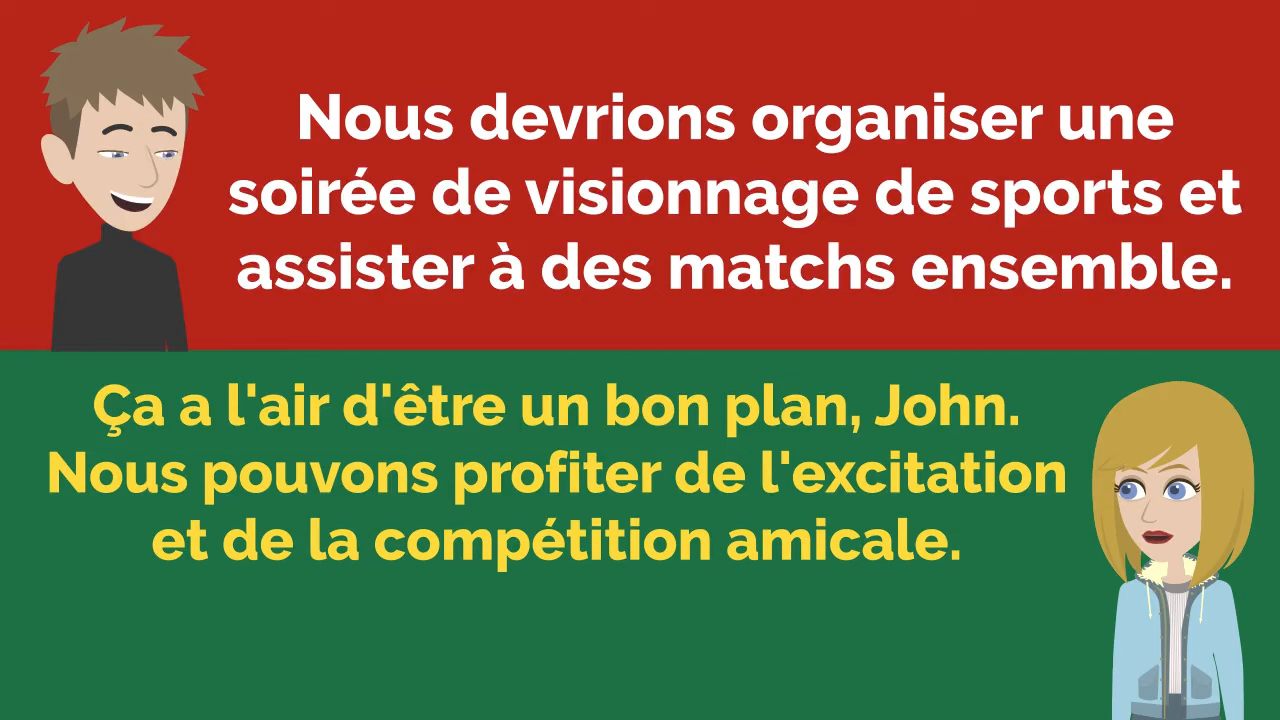 Nous devrions organiser une
soirée de visionnage de sports et
assister à des matchs ensemble.
Ça a l'air d'être un bon plan, John.
Nous pouvons profiter de l'excitation
et de la compétition amicale.